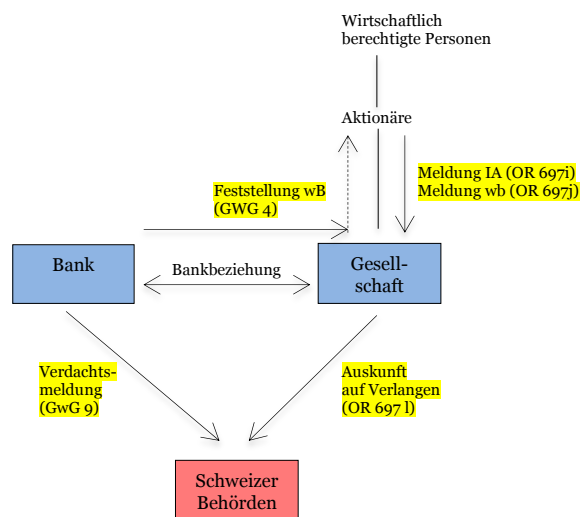 Wirtschaftlich
berechtigte Personen
Aktionäre
Meldung IA (OR 697i)
Meldung wb (OR 697j)
Feststellung wB
(GWG 4)
Bank
Bankbeziehung
Gesell-
schaft
Verdachts-
meldung
(GwG 9)
Auskunft
auf Verlangen
(OR 697 l)
Schweizer
Behörden